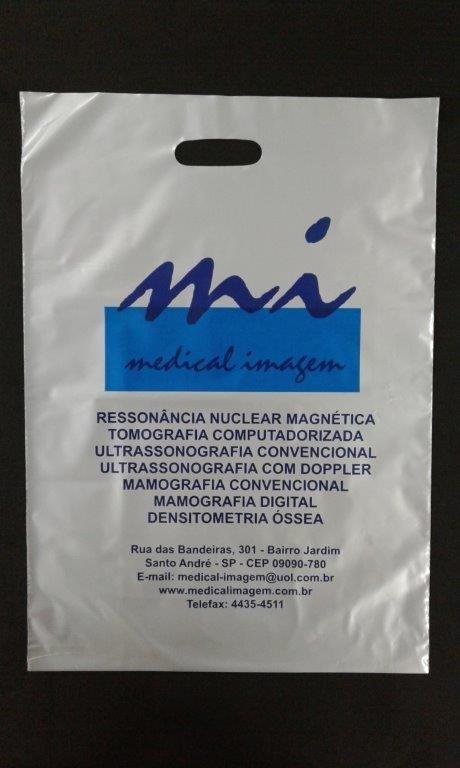 mi
medical imagem
RESSONÂNCIA NUCLEAR MAGNÉTICA
TOMOGRAFIA COMPUTADORIZADA
ULTRASSONOGRAFIA CONVENCIONAL
ULTRASSONOGRAFIA COM DOPPLER
MAMOGRAFIA CONVENCIONAL
MAMOGRAFIA DIGITAL
DENSITOMETRIA ÓSSEA
Rua das Bandeiras, 301 - Bairro Jardim
Santo André - SP - CEP 09090-780
E-mail: medical-imagem@uol.com.br
www.medicalimagem.com.br
Telefax: 4435-4511